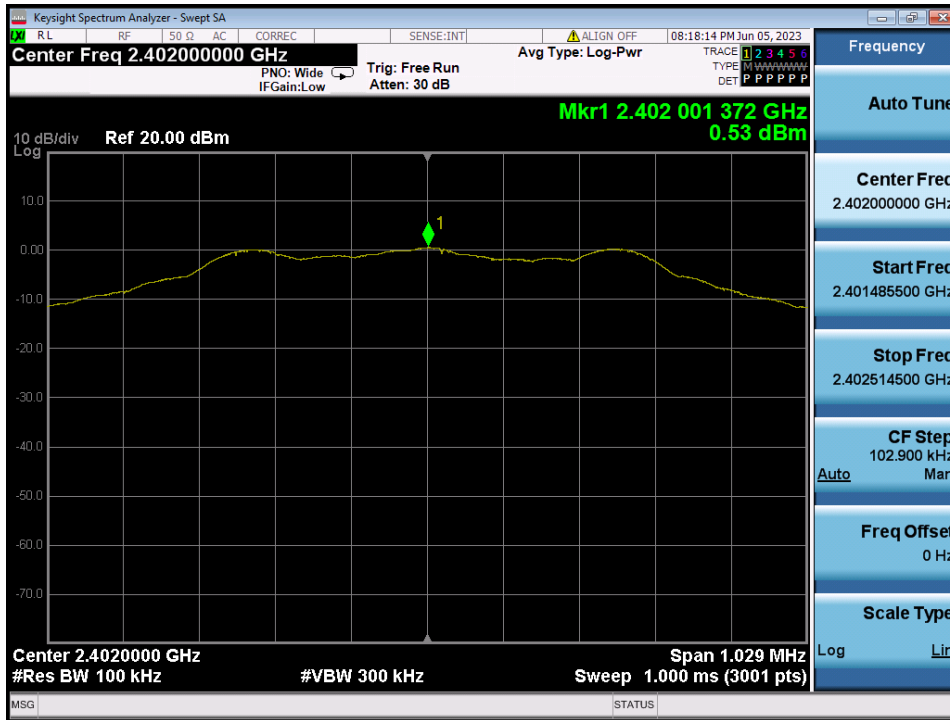 Keysight Spectrum Analyzer - Swept SA
LXI RL RF 50 Ω AC CORREC SENSE:INT ALIGN OFF 08:18:14 PM Jun 05, 2023
Center Freq 2.402000000 GHz
PNO: Wide
IFGain:Low
Trig: Free Run
Atten: 30 dB
Avg Type: Log-Pwr
TRACE 1 2 3 4 5 6
TYPE M WWWWW
DET P P P P P P
Mkr1 2.402 001 372 GHz
0.53 dBm
10 dB/div Ref 20.00 dBm
Log
10.0
0.00
-10.0
-20.0
-30.0
-40.0
-50.0
-60.0
-70.0
1
Center 2.4020000 GHz Span 1.029 MHz
#Res BW 100 kHz #VBW 300 kHz Sweep 1.000 ms (3001 pts)
MSG STATUS
Frequency
Auto Tune
Center Freq
2.402000000 GHz
Start Freq
2.401485500 GHz
Stop Freq
2.402514500 GHz
CF Step
102.900 kHz
Auto Man
Freq Offset
0 Hz
Scale Type
Log Lin